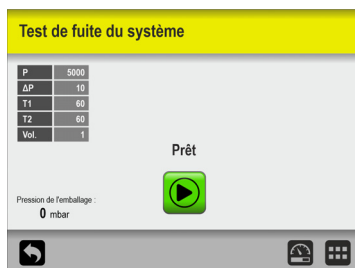 Test de fuite du système
P 5000
ΔP 10
T1 60
T2 60
Vol. 1
Prêt
Pression de l'emballage :
0 mbar